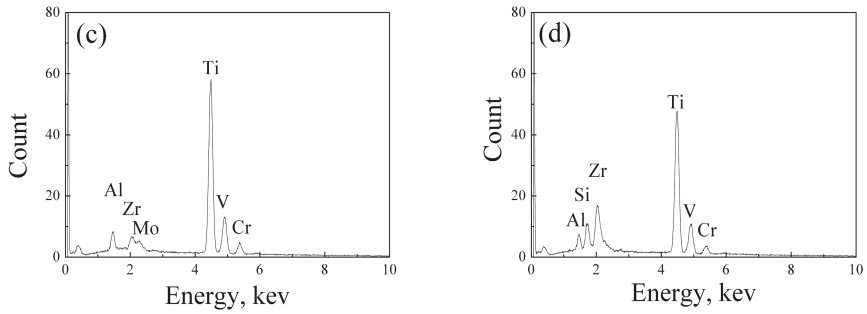 (c)
80
60
40
20
0
Count
Ti
Al
Zr
Mo
V
Cr
0 2 4 6 8 10
Energy, kev
(d)
80
60
40
20
0
Count
Ti
Zr
Si
Al
V
Cr
0 2 4 6 8 10
Energy, kev